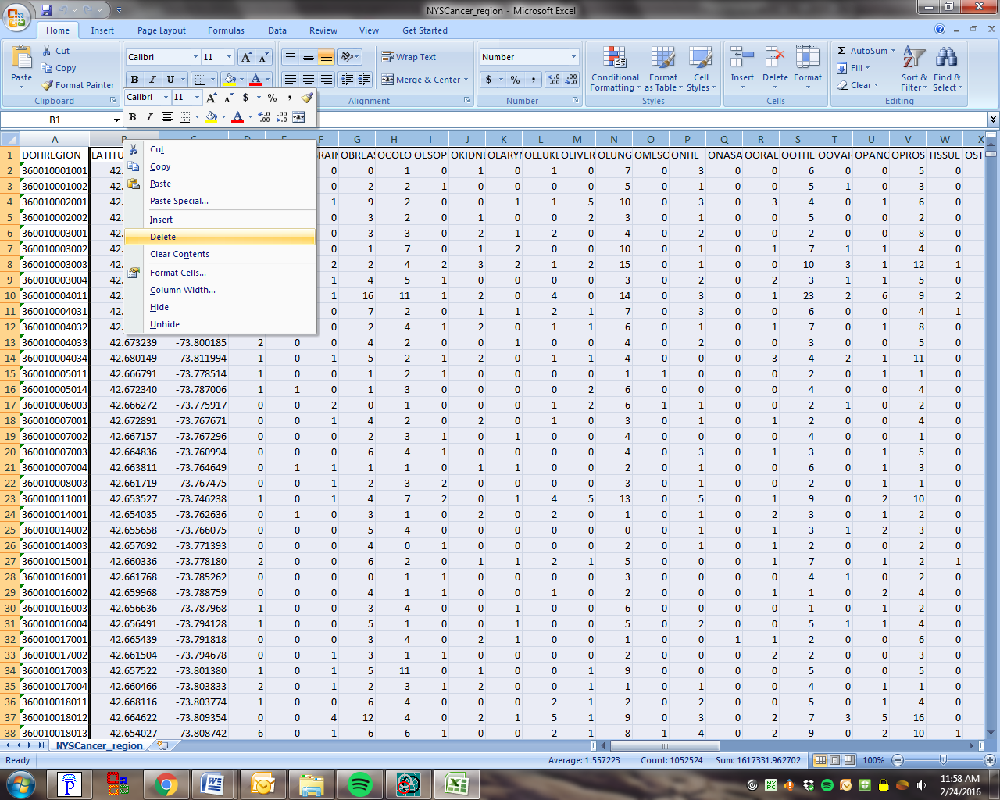 NYSCancer_region - Microsoft Excel
Home Insert Page Layout Formulas Data Review View Get Started
Cut
Copy
Format Painter
Paste
Clipboard
Calibri 11
B I U
Wrap Text
Merge & Center
Alignment
Number
$ % ,
Number
Conditional Formatting
Format as Table
Cell Styles
Styles
Insert Delete Format
Cells
AutoSum
Fill
Clear
Sort & Filter
Find & Select
Editing
Calibri 11 A A $ % ,
B I A
B1
A B C D E F G H I J K L M N O P Q R S T U V W X
1 DOHREGION LATITU RAIN OBREAS OCOLO OESOPI OKIDNE OLARYN OLEUKE OLIVER OLUNG OMESC ONHL ONASA OORAL OOTHE OOVAR OPANC OPROS TISSUE OST
2 360010001001 42. 0 0 1 0 1 0 1 0 7 0 3 0 0 6 0 0 5 0
3 360010001002 42. 0 2 2 1 0 0 0 0 5 0 1 0 0 5 1 0 3 0
4 360010002001 42. 1 9 2 0 0 1 1 5 10 0 3 0 3 4 0 1 6 0
5 360010002002 42. 0 3 2 0 1 0 0 2 3 0 1 0 0 5 0 0 2 0
6 360010003001 42. 0 3 3 0 2 1 2 0 4 0 2 0 0 2 0 0 8 0
7 360010003002 42. 0 1 7 0 1 2 0 0 10 0 1 0 1 7 1 1 4 0
8 360010003003 42. 2 2 4 2 3 2 1 2 15 0 1 0 0 10 3 1 12 1
9 360010003004 42. 1 4 5 1 0 0 0 0 3 0 2 0 2 3 1 1 5 0
10 360010004011 42. 1 16 11 1 2 0 4 0 14 0 3 0 1 23 2 6 9 2
11 360010004031 42. 0 7 2 0 1 1 2 1 7 0 3 0 0 6 0 0 4 1
12 360010004032 42. 0 2 4 1 2 0 1 1 6 0 1 0 1 7 0 1 8 0
13 360010004033 42.673239 -73.800185 2 0 0 4 2 0 0 1 0 0 4 0 2 0 0 3 0 0 5 0
14 360010004034 42.680149 -73.811994 1 0 1 5 2 1 2 0 1 1 4 0 0 0 3 4 2 1 11 0
15 360010005011 42.666791 -73.778514 1 0 0 1 2 1 0 0 0 0 1 1 0 0 0 2 0 1 1 0
16 360010005014 42.672340 -73.787006 1 1 0 1 3 0 0 0 0 2 6 0 0 0 0 4 0 0 4 0
17 360010006003 42.666272 -73.775917 0 0 2 0 1 0 0 0 1 2 6 1 1 0 0 2 1 0 2 0
18 360010007001 42.672891 -73.767671 0 0 1 4 2 0 2 0 1 0 3 0 1 0 1 2 0 0 4 0
19 360010007002 42.667157 -73.767296 0 0 0 2 3 1 0 1 0 0 4 0 0 0 0 4 0 0 1 0
20 360010007003 42.664836 -73.760994 0 0 0 6 4 1 0 0 0 0 4 0 3 0 1 3 0 1 5 0
21 360010007004 42.663811 -73.764649 0 1 1 1 1 0 1 1 0 0 2 0 1 0 0 6 0 1 3 0
22 360010008003 42.661719 -73.767475 0 0 1 2 3 2 0 0 0 0 3 0 1 0 0 2 0 1 1 0
23 360010011001 42.653527 -73.746238 1 0 1 4 7 2 0 1 4 5 13 0 5 0 1 9 0 2 10 0
24 360010014001 42.654035 -73.762636 0 1 0 3 1 0 2 0 2 0 1 0 1 0 2 3 0 1 2 0
25 360010014002 42.655658 -73.766075 0 0 0 5 4 0 0 0 0 0 0 0 1 0 1 3 1 2 3 0
26 360010014003 42.657692 -73.771393 0 0 0 4 0 1 0 0 0 0 2 0 1 0 1 2 0 0 2 0
27 360010015001 42.660336 -73.778180 2 0 0 6 2 0 1 1 2 1 5 0 0 0 1 7 0 1 2 1
28 360010016001 42.661768 -73.785262 0 0 0 1 1 0 0 0 0 3 0 0 0 0 4 1 0 2 0
29 360010016002 42.659968 -73.788759 0 0 0 4 1 1 0 0 1 0 2 0 0 0 1 1 0 2 4 0
30 360010016003 42.656636 -73.787968 1 0 0 3 4 0 0 1 0 0 6 0 0 0 0 1 0 1 2 0
31 360010016004 42.656491 -73.794128 1 0 0 5 1 0 0 1 0 0 5 0 2 0 0 5 1 1 4 0
32 360010017001 42.665439 -73.791818 0 0 0 3 4 0 2 1 0 0 1 0 0 1 1 2 0 0 6 0
33 360010017002 42.661504 -73.794678 0 0 1 3 1 1 0 0 0 0 2 0 0 0 2 2 0 0 3 0
34 360010017003 42.657522 -73.801380 1 0 1 5 11 0 1 0 0 1 9 0 0 0 0 5 0 0 5 0
35 360010017004 42.660466 -73.803833 2 0 1 2 3 1 2 0 0 1 1 0 1 0 0 4 0 1 1 0
36 360010018011 42.668116 -73.803774 1 0 0 6 4 0 0 0 2 1 2 0 2 0 0 5 0 1 4 0
37 360010018012 42.664622 -73.809354 0 0 4 12 4 0 2 1 5 1 9 0 3 0 2 7 3 5 16 0
38 360010018013 42.654027 -73.808742 6 0 1 6 6 1 0 0 2 1 8 1 4 0 2 9 0 2 10 1
Cut
Copy
Paste
Paste Special...
Insert
Delete
Clear Contents
Format Cells...
Column Width...
Hide
Unhide
NYSCancer_region
Ready Average: 1.557223 Count: 1052524 Sum: 1617331.962702 100%
11:58 AM
2/24/2016